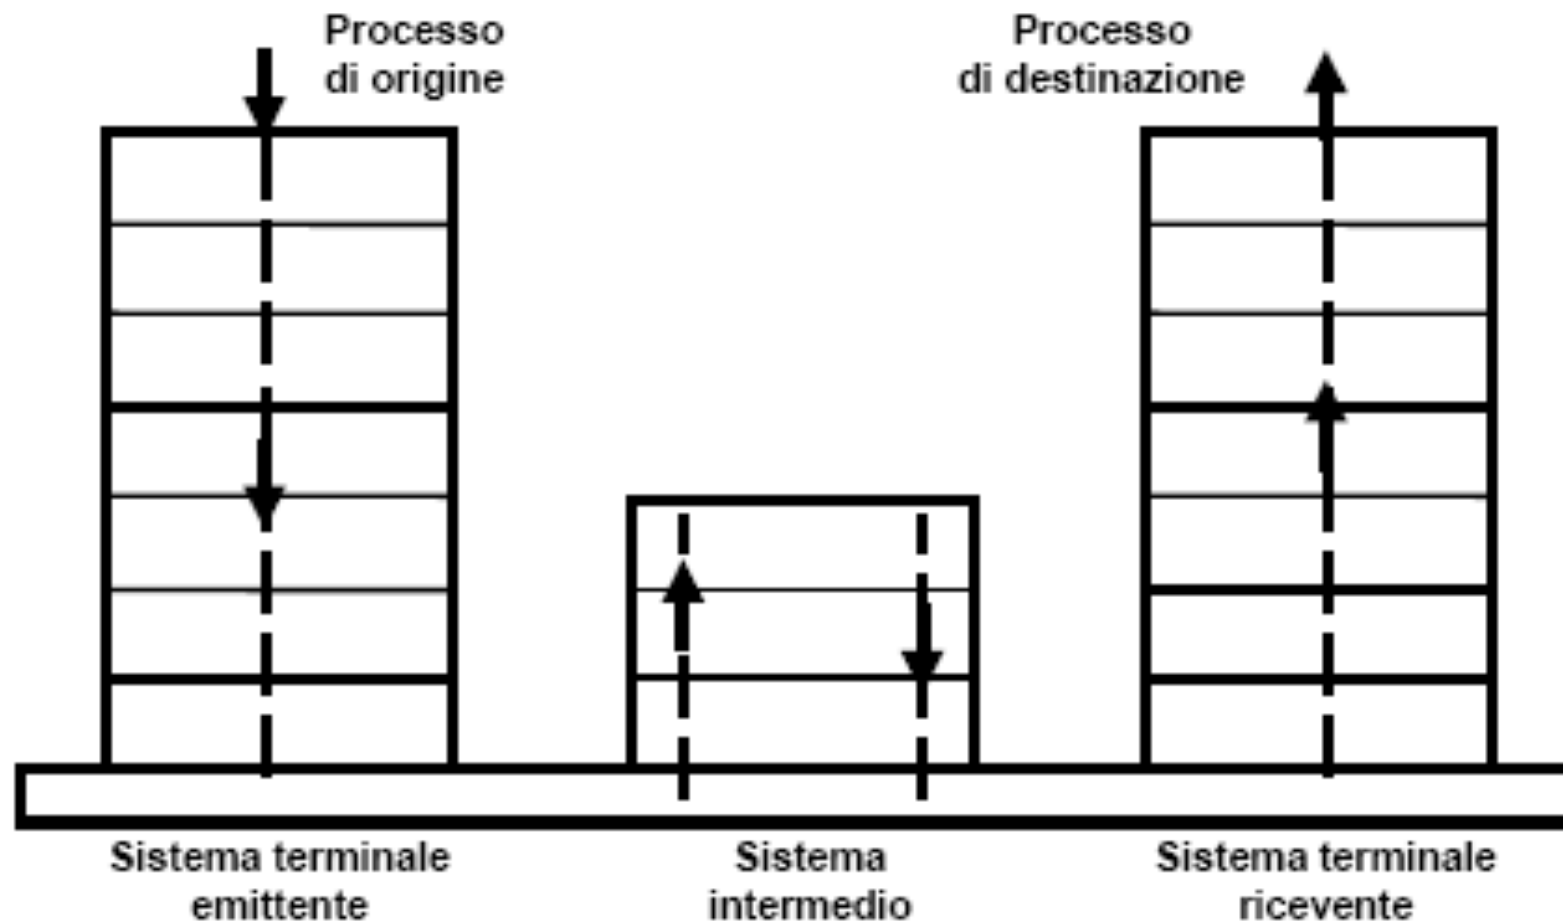 Processo
di origine
Processo
di destinazione
Sistema terminale
emittente
Sistema
intermedio
Sistema terminale
ricevente